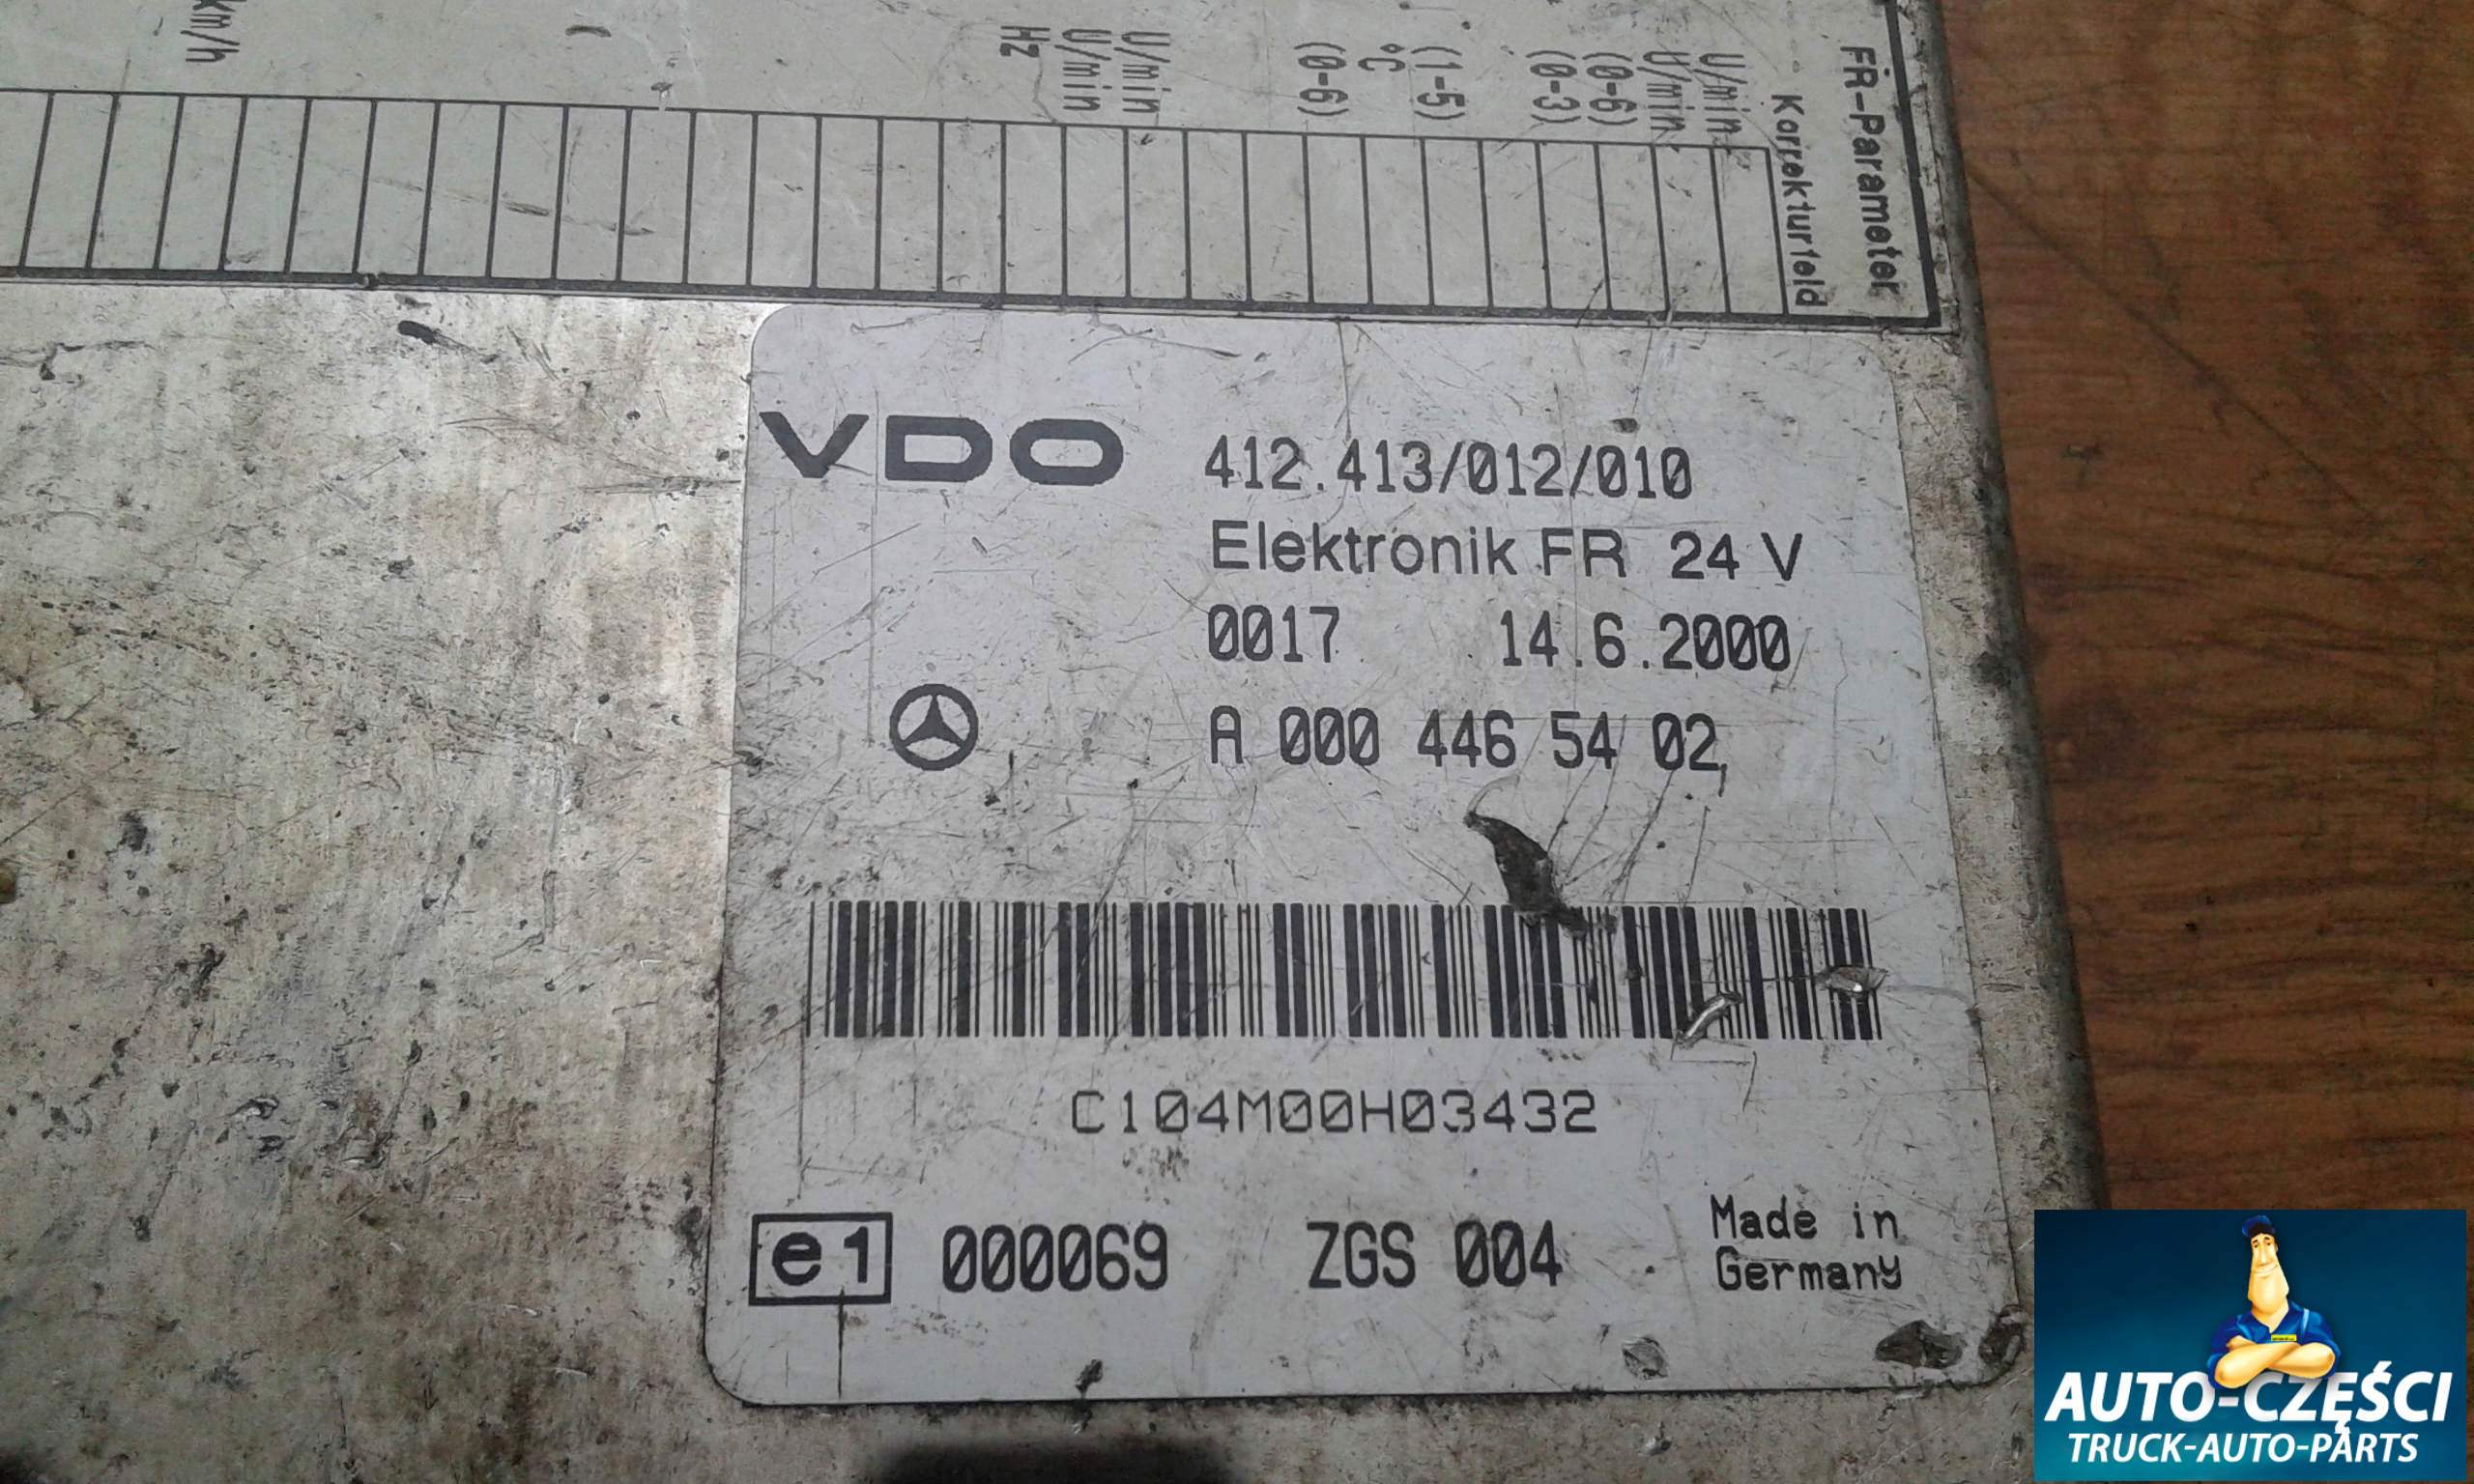 FR-Parameter
Korrekturfeld
U/min
U/min
(0-6)
(0-3)
(1-5)
°C
(0-6)
U/min
U/min
Hz
km/h
VDO 412.413/012/010
Elektronik FR 24 V
0017 14.6.2000
A 000 446 54 02
C104M00H03432
e1 000069 ZGS 004
Made in
Germany
AUTO-CZĘŚCI
TRUCK-AUTO-PARTS